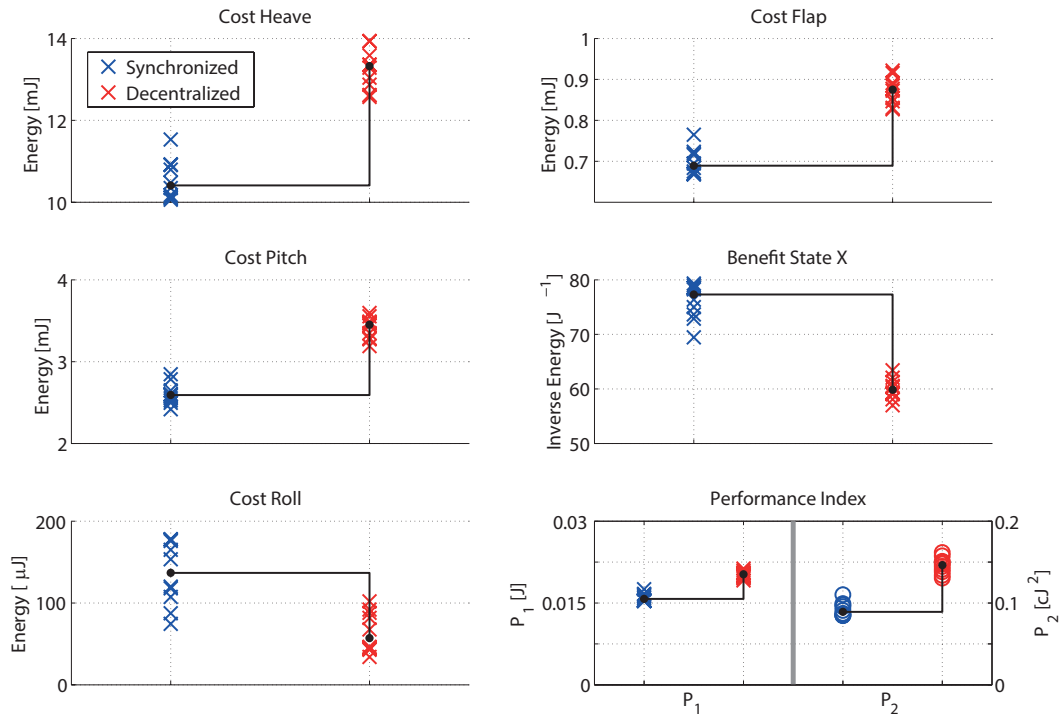 Cost Heave
14
12
10
Energy [mJ]
Synchronized
Decentralized
Cost Flap
1
0.9
0.8
0.7
Energy [mJ]
Cost Pitch
4
3
2
Energy [mJ]
Benefit State X
80
70
60
50
Inverse Energy [J⁻¹]
Cost Roll
200
100
0
Energy [ μJ]
Performance Index
0.03
0.015
0
P₁ [J]
0.2
0.1
0
P₂ [cJ²]
P₁
P₂